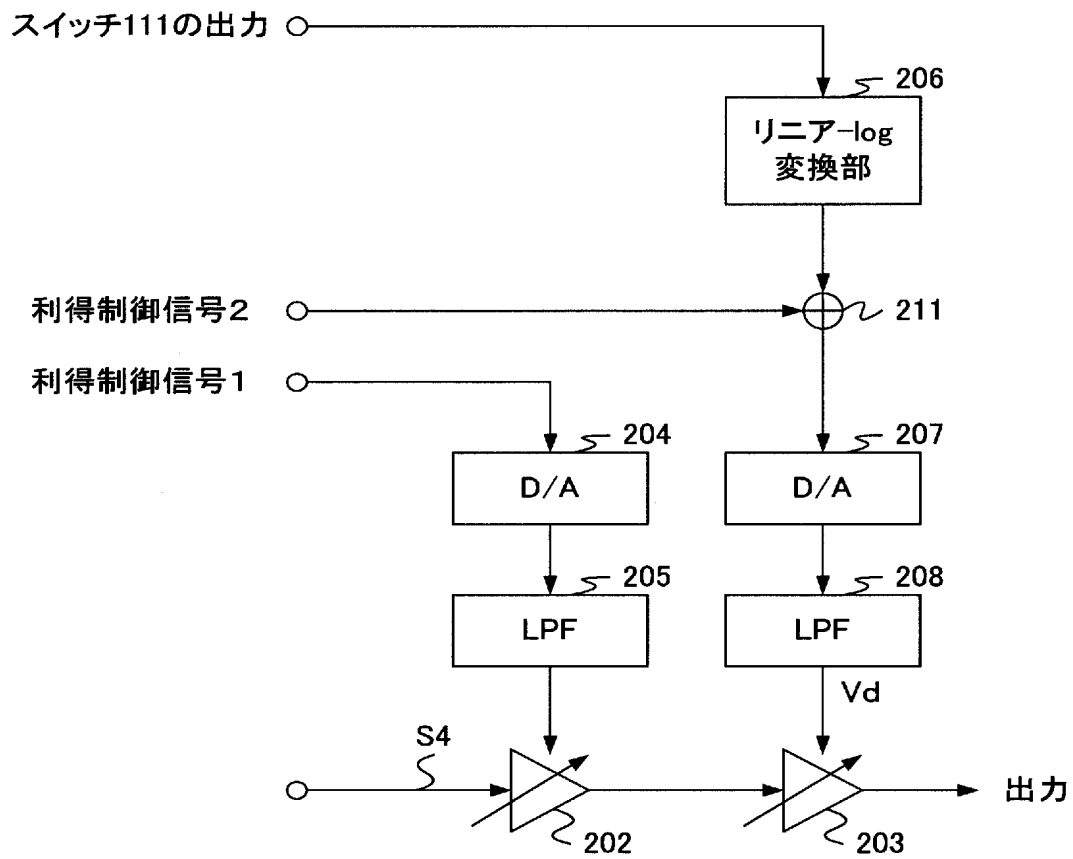 スイッチ111の出力
206
リニア-log
変換部
利得制御信号2
211
利得制御信号1
204
207
D/A
D/A
205
208
LPF
LPF
Vd
S4
出力
202
203